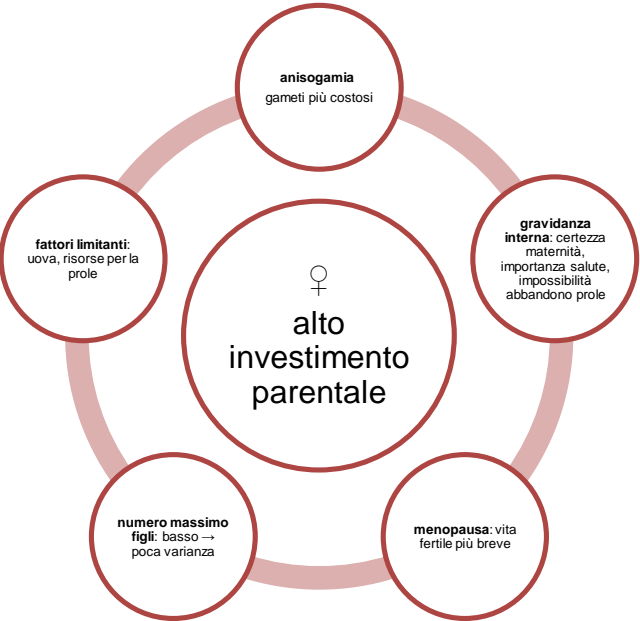 anisogamia
gameti più costosi
gravidanza
interna: certezza
maternità,
importanza salute,
impossibilità
abbandono prole
fattori limitanti:
uova, risorse per la
prole
♀
alto
investimento
parentale
numero massimo
figli: basso →
poca varianza
menopausa: vita
fertile più breve